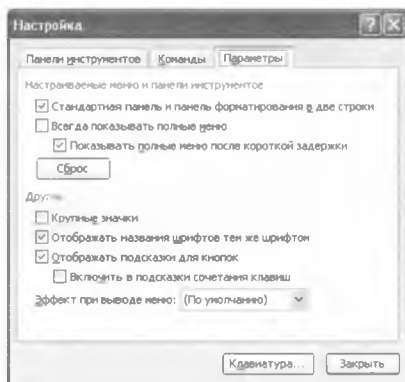 Настройка
Панели инструментов Команды Параметры
Настраиваемые меню и панели инструментов
Стандартная панель и панель форматирования в две строки
Всегда показывать полные меню
Показывать полные меню после короткой задержки
Сброс
Другие
Крупные значки
Отображать названия шрифтов тем же шрифтом
Отображать подсказки для кнопок
Включить в подсказки сочетания клавиш
Эффект при выводе меню: (По умолчанию)
Клавиатура... Закрыть